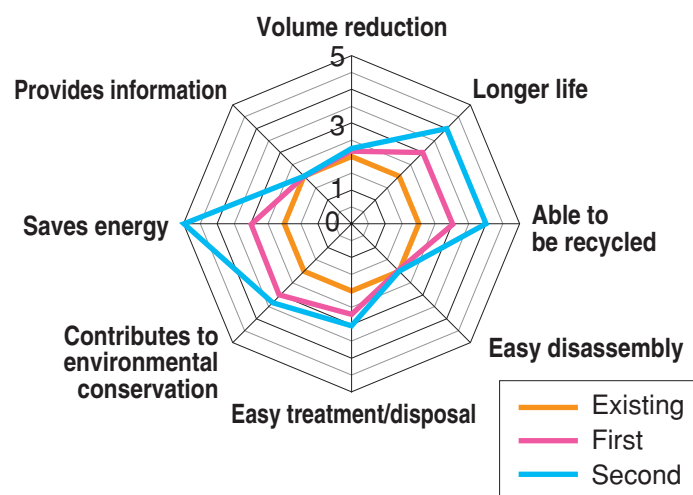 Volume reduction
5
Provides information
Longer life
3
1
Saves energy
0
Able to
be recycled
Contributes to
environmental
conservation
Easy disassembly
Easy treatment/disposal
Existing
First
Second